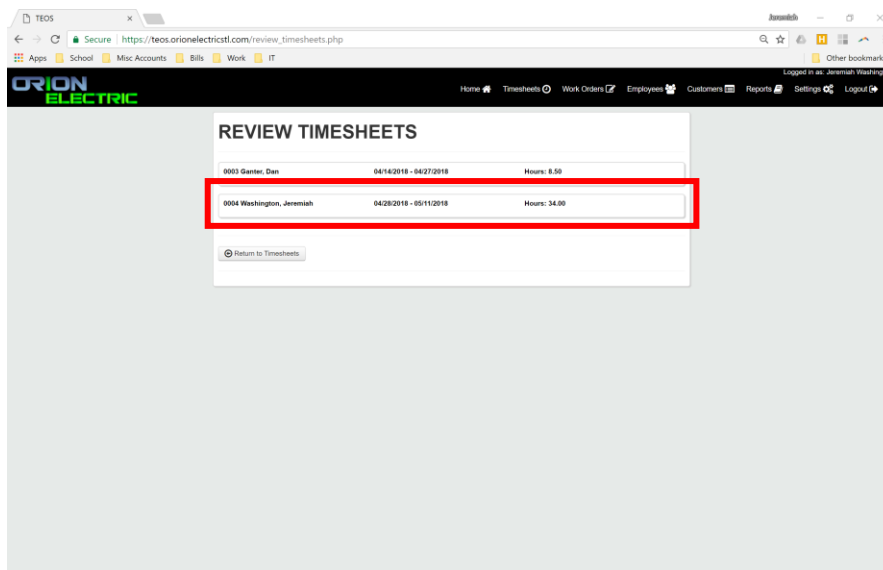 TEOS
Jeremiah
Secure https://teos.orionelectricstl.com/review_timesheets.php
Apps School Misc Accounts Bills Work IT Other bookmark
Logged in as: Jeremiah Washing
ORION
ELECTRIC
Home Timesheets Work Orders Employees Customers Reports Settings Logout
REVIEW TIMESHEETS
0003 Ganter, Dan 04/14/2018 - 04/27/2018 Hours: 8.50
0004 Washington, Jeremiah 04/28/2018 - 05/11/2018 Hours: 34.00
Return to Timesheets